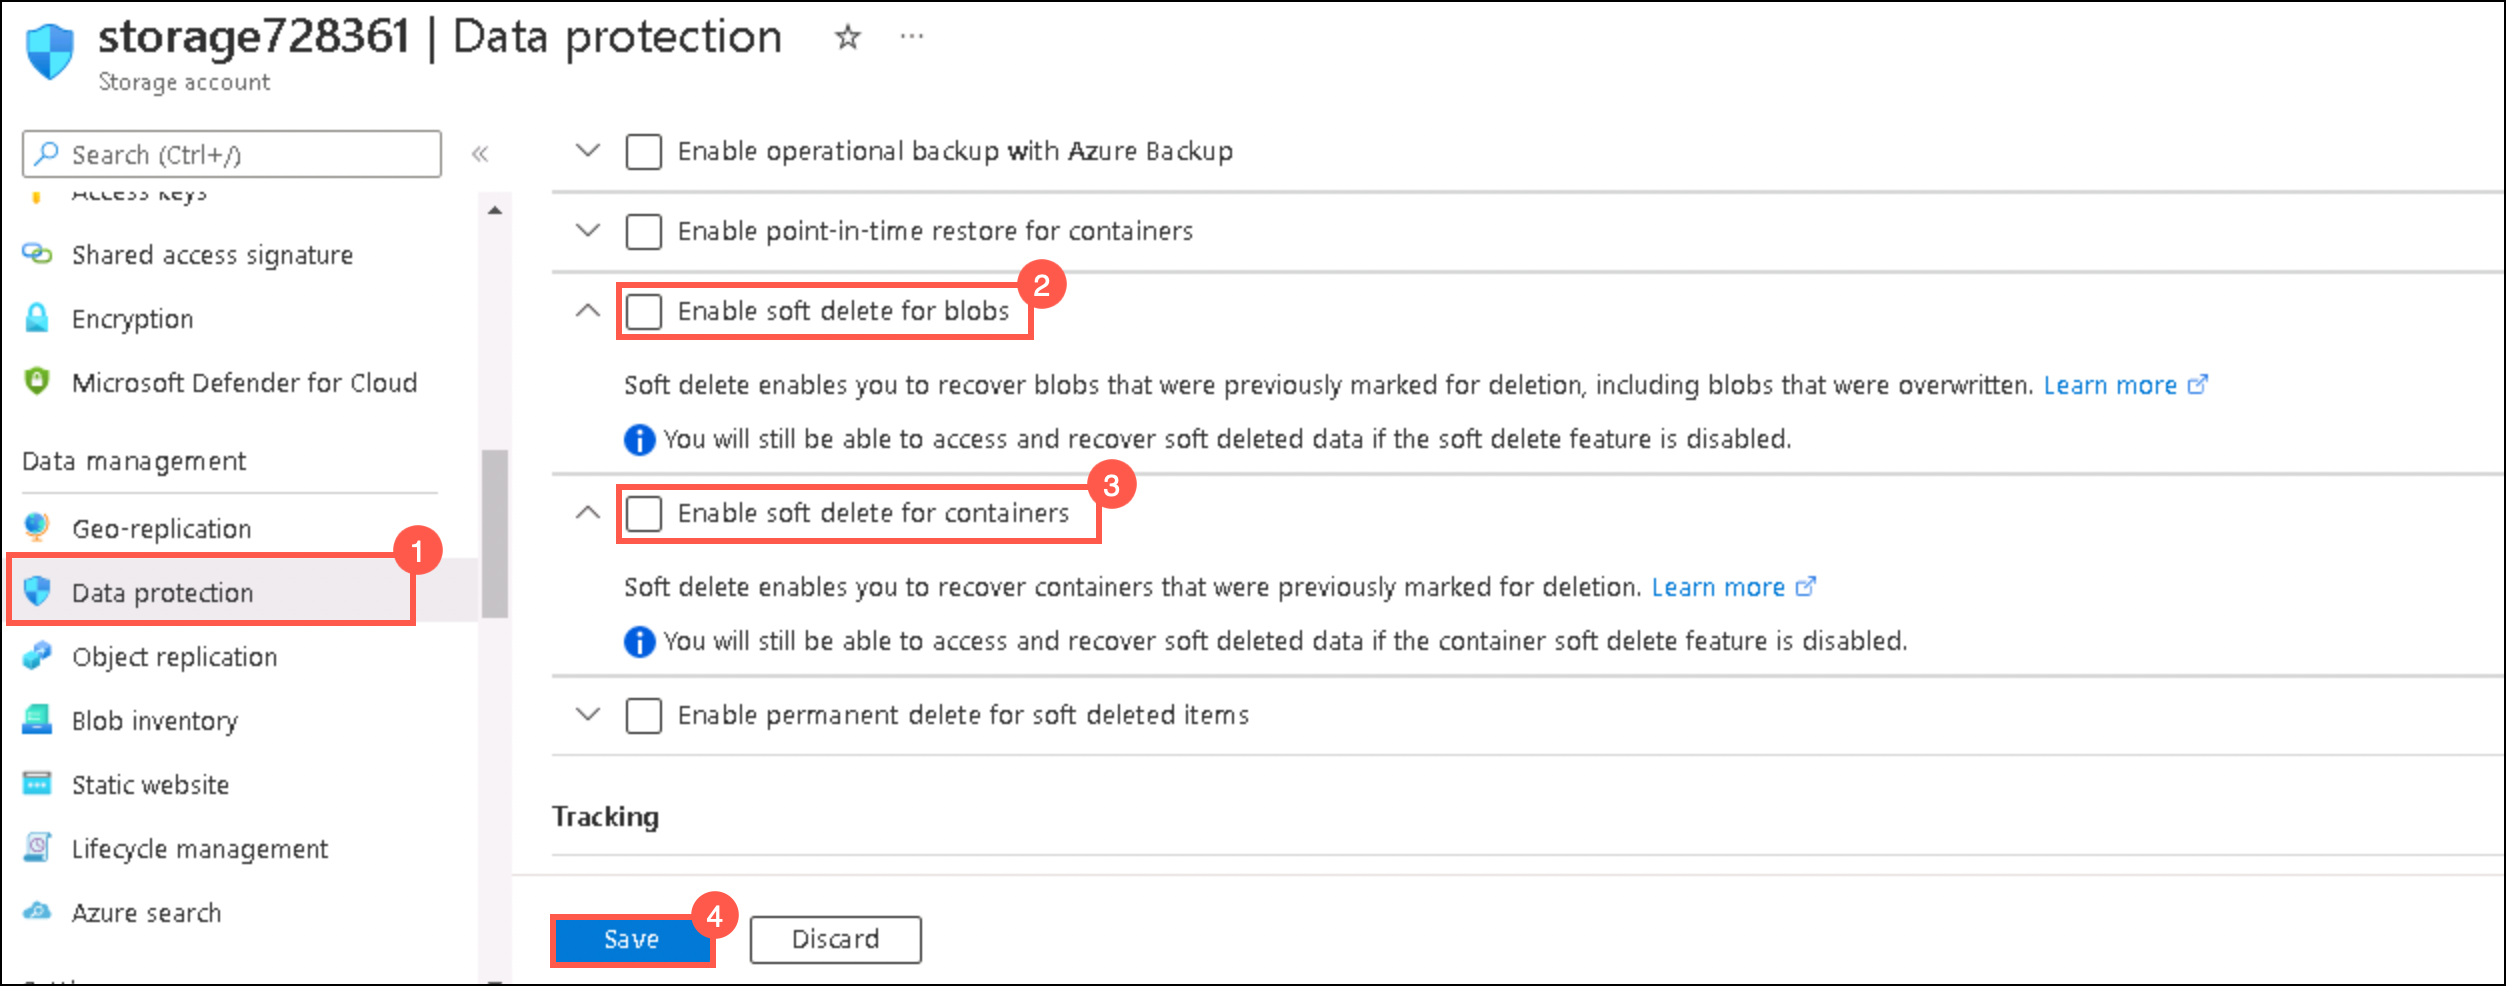 storage728361 | Data protection
Storage account
Search (Ctrl+/)
Access keys
Shared access signature
Encryption
Microsoft Defender for Cloud
Data management
Geo-replication
1
Data protection
Object replication
Blob inventory
Static website
Lifecycle management
Azure search
Enable operational backup with Azure Backup
Enable point-in-time restore for containers
2
Enable soft delete for blobs
Soft delete enables you to recover blobs that were previously marked for deletion, including blobs that were overwritten. Learn more
You will still be able to access and recover soft deleted data if the soft delete feature is disabled.
3
Enable soft delete for containers
Soft delete enables you to recover containers that were previously marked for deletion. Learn more
You will still be able to access and recover soft deleted data if the container soft delete feature is disabled.
Enable permanent delete for soft deleted items
Tracking
4
Save
Discard